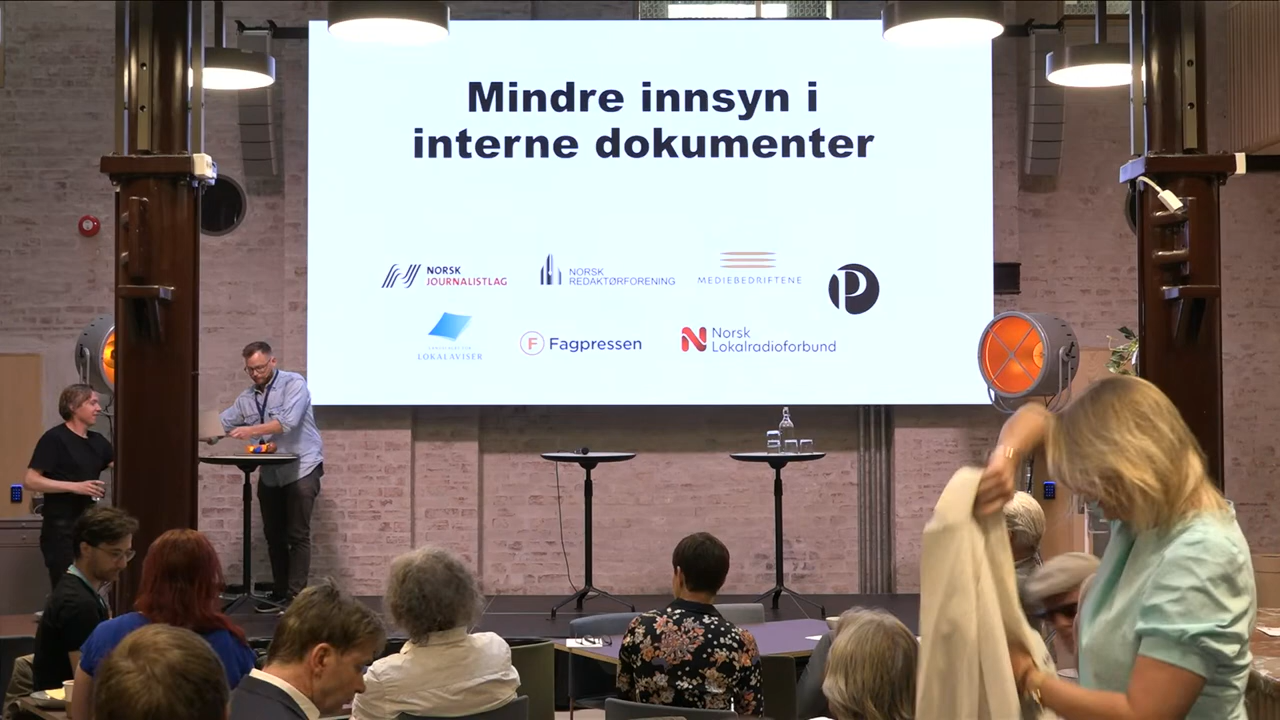 Mindre innsyn i
interne dokumenter
NORSK
JOURNALISTLAG
NORSK
REDAKTØRFORENING
MEDIEBEDRIFTENE
P
LOKALAVISER
F Fagpressen
N Norsk
Lokalradioforbund